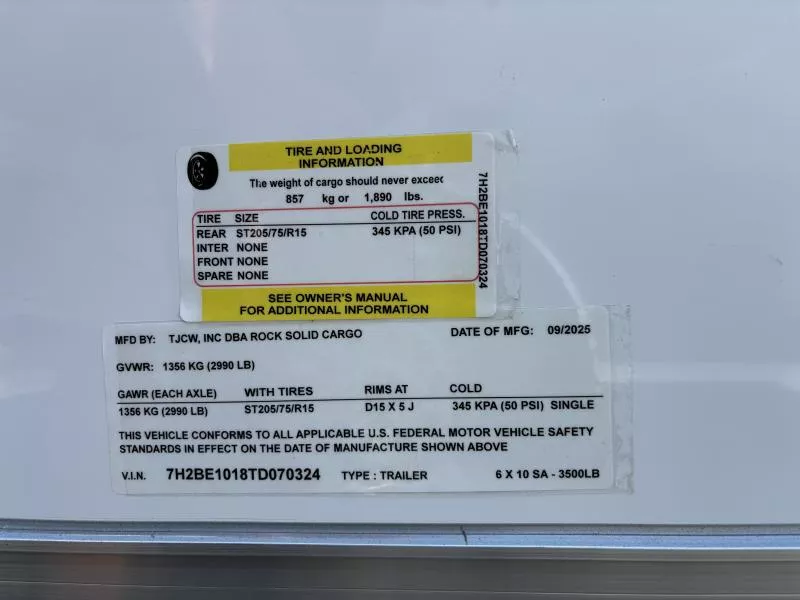 TIRE AND LOADING
INFORMATION
The weight of cargo should never exceed
857 kg or 1,890 lbs.
TIRE SIZE COLD TIRE PRESS.
REAR ST205/75/R15 345 KPA (50 PSI)
INTER NONE
FRONT NONE
SPARE NONE
SEE OWNER'S MANUAL
FOR ADDITIONAL INFORMATION
7H2BE1018TD070324
MFD BY: TJCW, INC DBA ROCK SOLID CARGO DATE OF MFG: 09/2025
GVWR: 1356 KG (2990 LB)
GAWR (EACH AXLE) WITH TIRES RIMS AT COLD
1356 KG (2990 LB) ST205/75/R15 D15 X 5 J 345 KPA (50 PSI) SINGLE
THIS VEHICLE CONFORMS TO ALL APPLICABLE U.S. FEDERAL MOTOR VEHICLE SAFETY
STANDARDS IN EFFECT ON THE DATE OF MANUFACTURE SHOWN ABOVE
V.I.N. 7H2BE1018TD070324 TYPE : TRAILER 6 X 10 SA - 3500LB